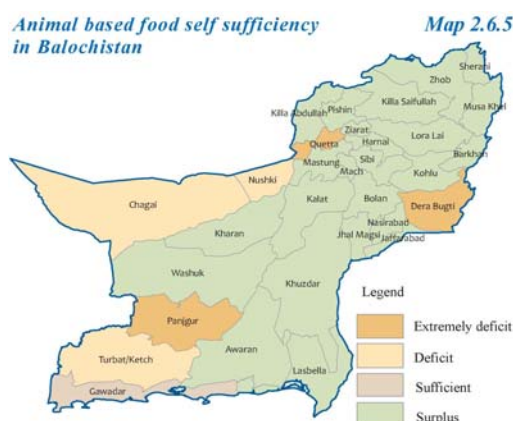 Animal based food self sufficiency
in Balochistan
Map 2.6.5
Sherani
Zhob
Musa Khel
Killa Saifullah
Killa Abdullah
Pishin
Ziarat
Lora Lai
Harnai
Quetta
Barkhan
Mastung
Sibi
Kohlu
Mach
Nushki
Chagai
Kalat
Bolan
Dera Bugti
Nasirabad
Kharan
Jhal Magsi
Jaffarabad
Washuk
Khuzdar
Panjgur
Awaran
Turbat/Ketch
Lasbella
Gawadar
Legend
Extremely deficit
Deficit
Sufficient
Surplus